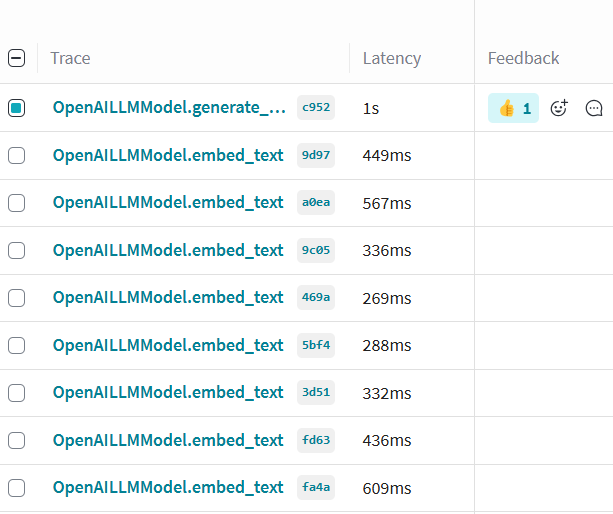 Trace Latency Feedback
OpenAILLMModel.generate_... c952 1s 👍 1
OpenAILLMModel.embed_text 9d97 449ms
OpenAILLMModel.embed_text a0ea 567ms
OpenAILLMModel.embed_text 9c05 336ms
OpenAILLMModel.embed_text 469a 269ms
OpenAILLMModel.embed_text 5bf4 288ms
OpenAILLMModel.embed_text 3d51 332ms
OpenAILLMModel.embed_text fd63 436ms
OpenAILLMModel.embed_text fa4a 609ms